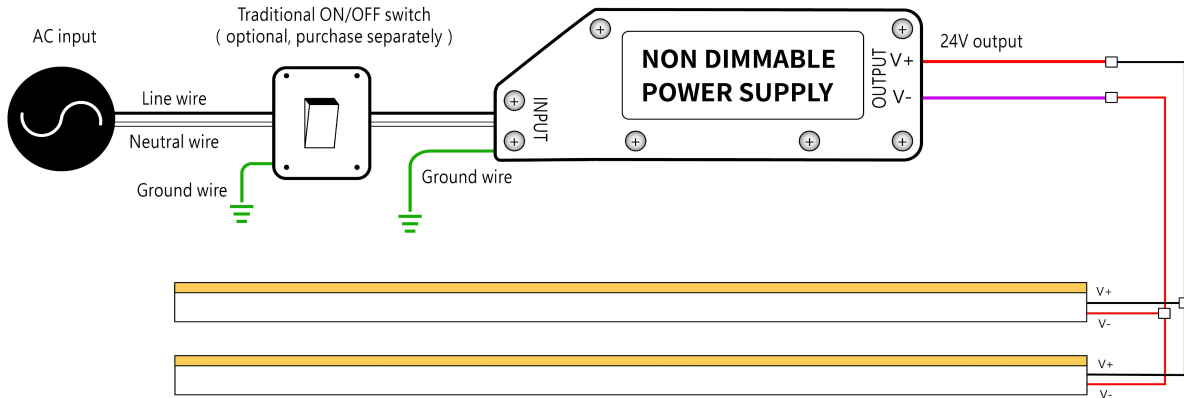 Traditional ON/OFF switch
( optional, purchase separately )
AC input
Line wire
Neutral wire
Ground wire
Ground wire
INPUT
NON DIMMABLE
POWER SUPPLY
OUTPUT
V+
V-
24V output
V+
V-
V+
V-